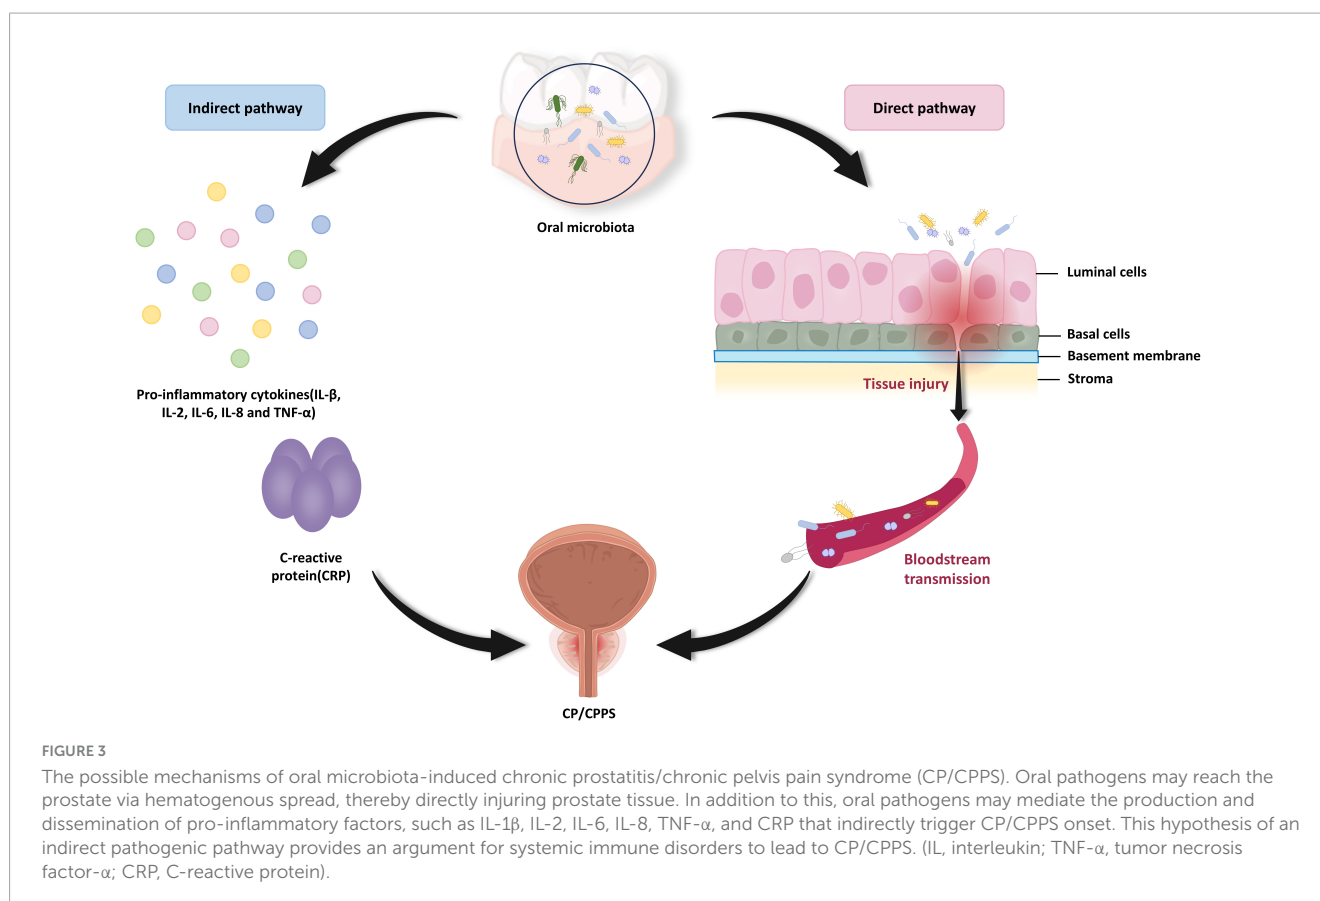 Indirect pathway
Direct pathway
Oral microbiota
Luminal cells
Basal cells
Basement membrane
Stroma
Tissue injury
Pro-inflammatory cytokines(IL-β,
IL-2, IL-6, IL-8 and TNF-α)
C-reactive
protein(CRP)
Bloodstream
transmission
CP/CPPS
FIGURE 3
The possible mechanisms of oral microbiota-induced chronic prostatitis/chronic pelvis pain syndrome (CP/CPPS). Oral pathogens may reach the
prostate via hematogenous spread, thereby directly injuring prostate tissue. In addition to this, oral pathogens may mediate the production and
dissemination of pro-inflammatory factors, such as IL-1β, IL-2, IL-6, IL-8, TNF-α, and CRP that indirectly trigger CP/CPPS onset. This hypothesis of an
indirect pathogenic pathway provides an argument for systemic immune disorders to lead to CP/CPPS. (IL, interleukin; TNF-α, tumor necrosis
factor-α; CRP, C-reactive protein).